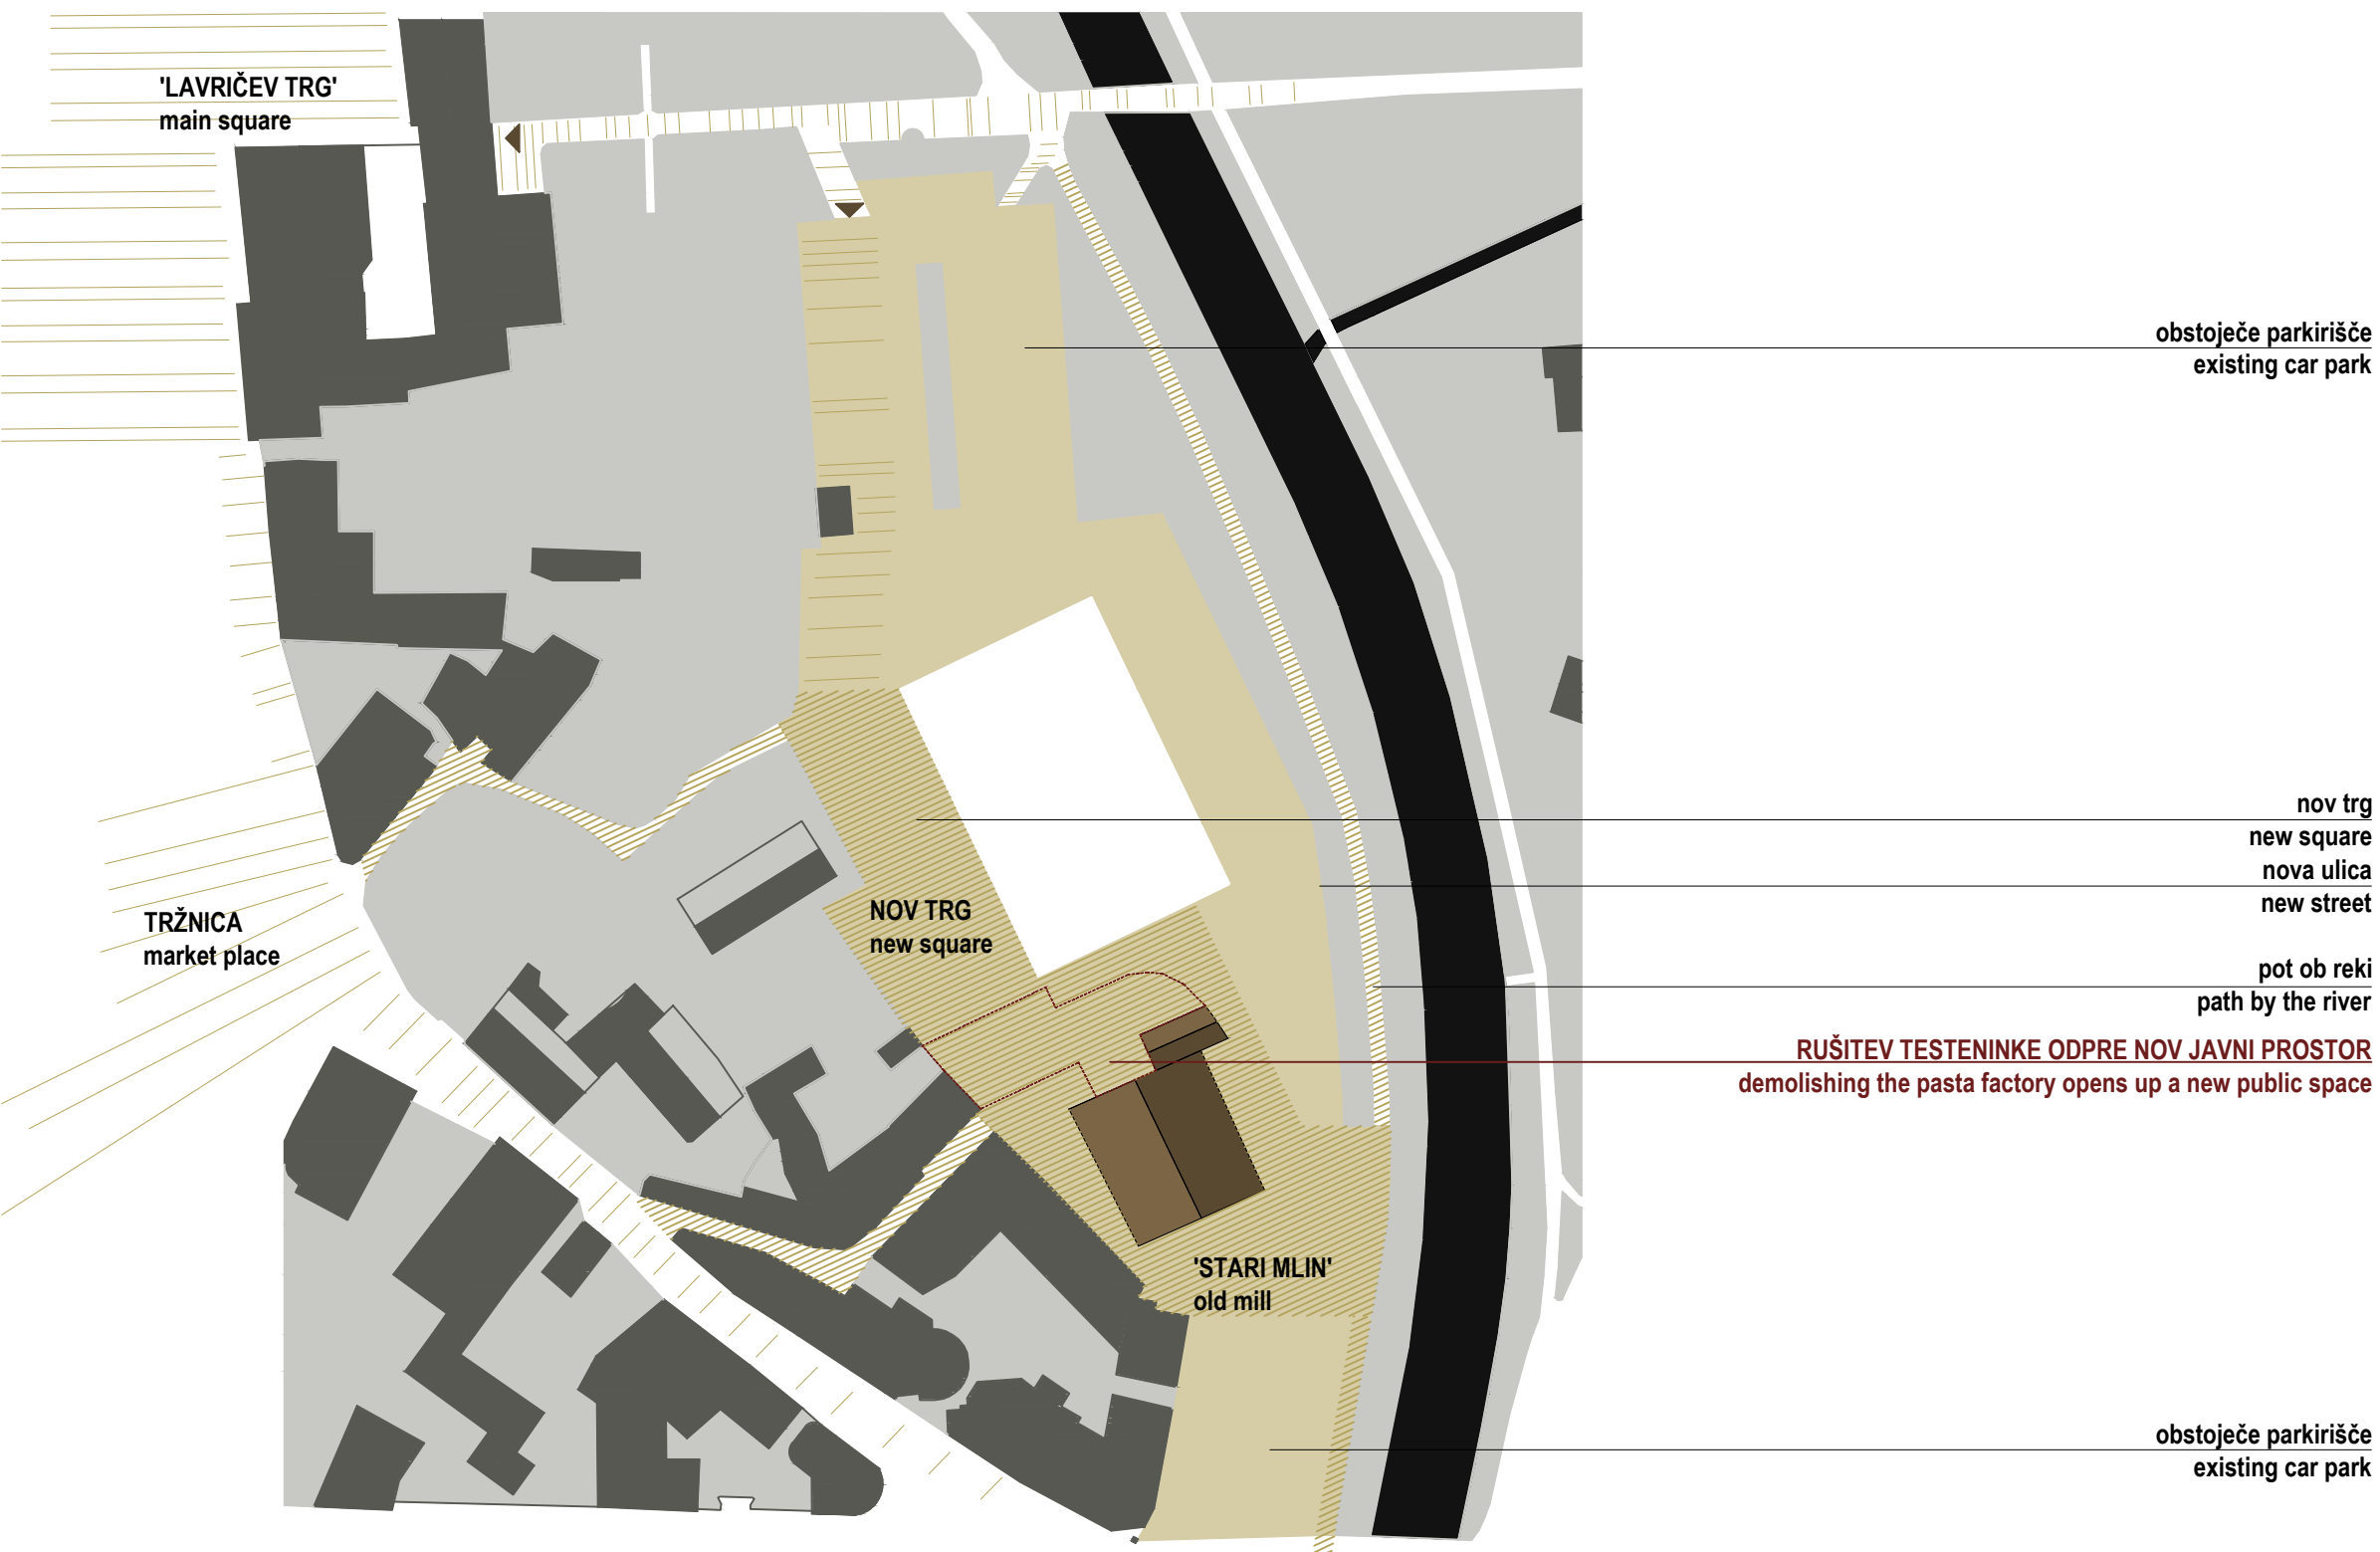 'LAVRIČEV TRG'
main square
obstoječe parkirišče
existing car park
nov trg
new square
nova ulica
new street
TRŽNICA
market place
NOV TRG
new square
pot ob reki
path by the river
RUŠITEV TESTENINKE ODPRE NOV JAVNI PROSTOR
demolishing the pasta factory opens up a new public space
'STARI MLIN'
old mill
obstoječe parkirišče
existing car park